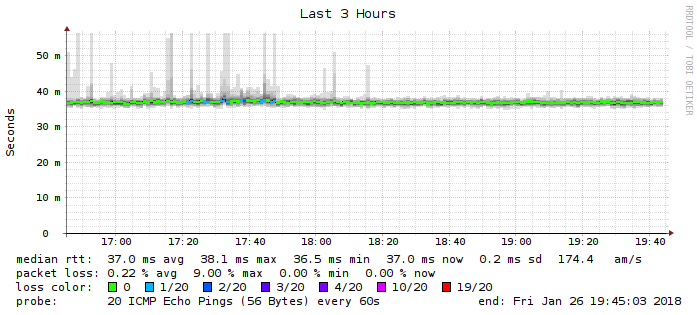 Last 3 Hours
RRDTOOL / TOBI OETIKER
Seconds
50 m
40 m
30 m
20 m
10 m
0
17:00 17:20 17:40 18:00 18:20 18:40 19:00 19:20 19:40
median rtt: 37.0 ms avg 38.1 ms max 36.5 ms min 37.0 ms now 0.2 ms sd 174.4 am/s
packet loss: 0.22 % avg 9.00 % max 0.00 % min 0.00 % now
loss color: 0 1/20 2/20 3/20 4/20 10/20 19/20
probe: 20 ICMP Echo Pings (56 Bytes) every 60s end: Fri Jan 26 19:45:03 2018